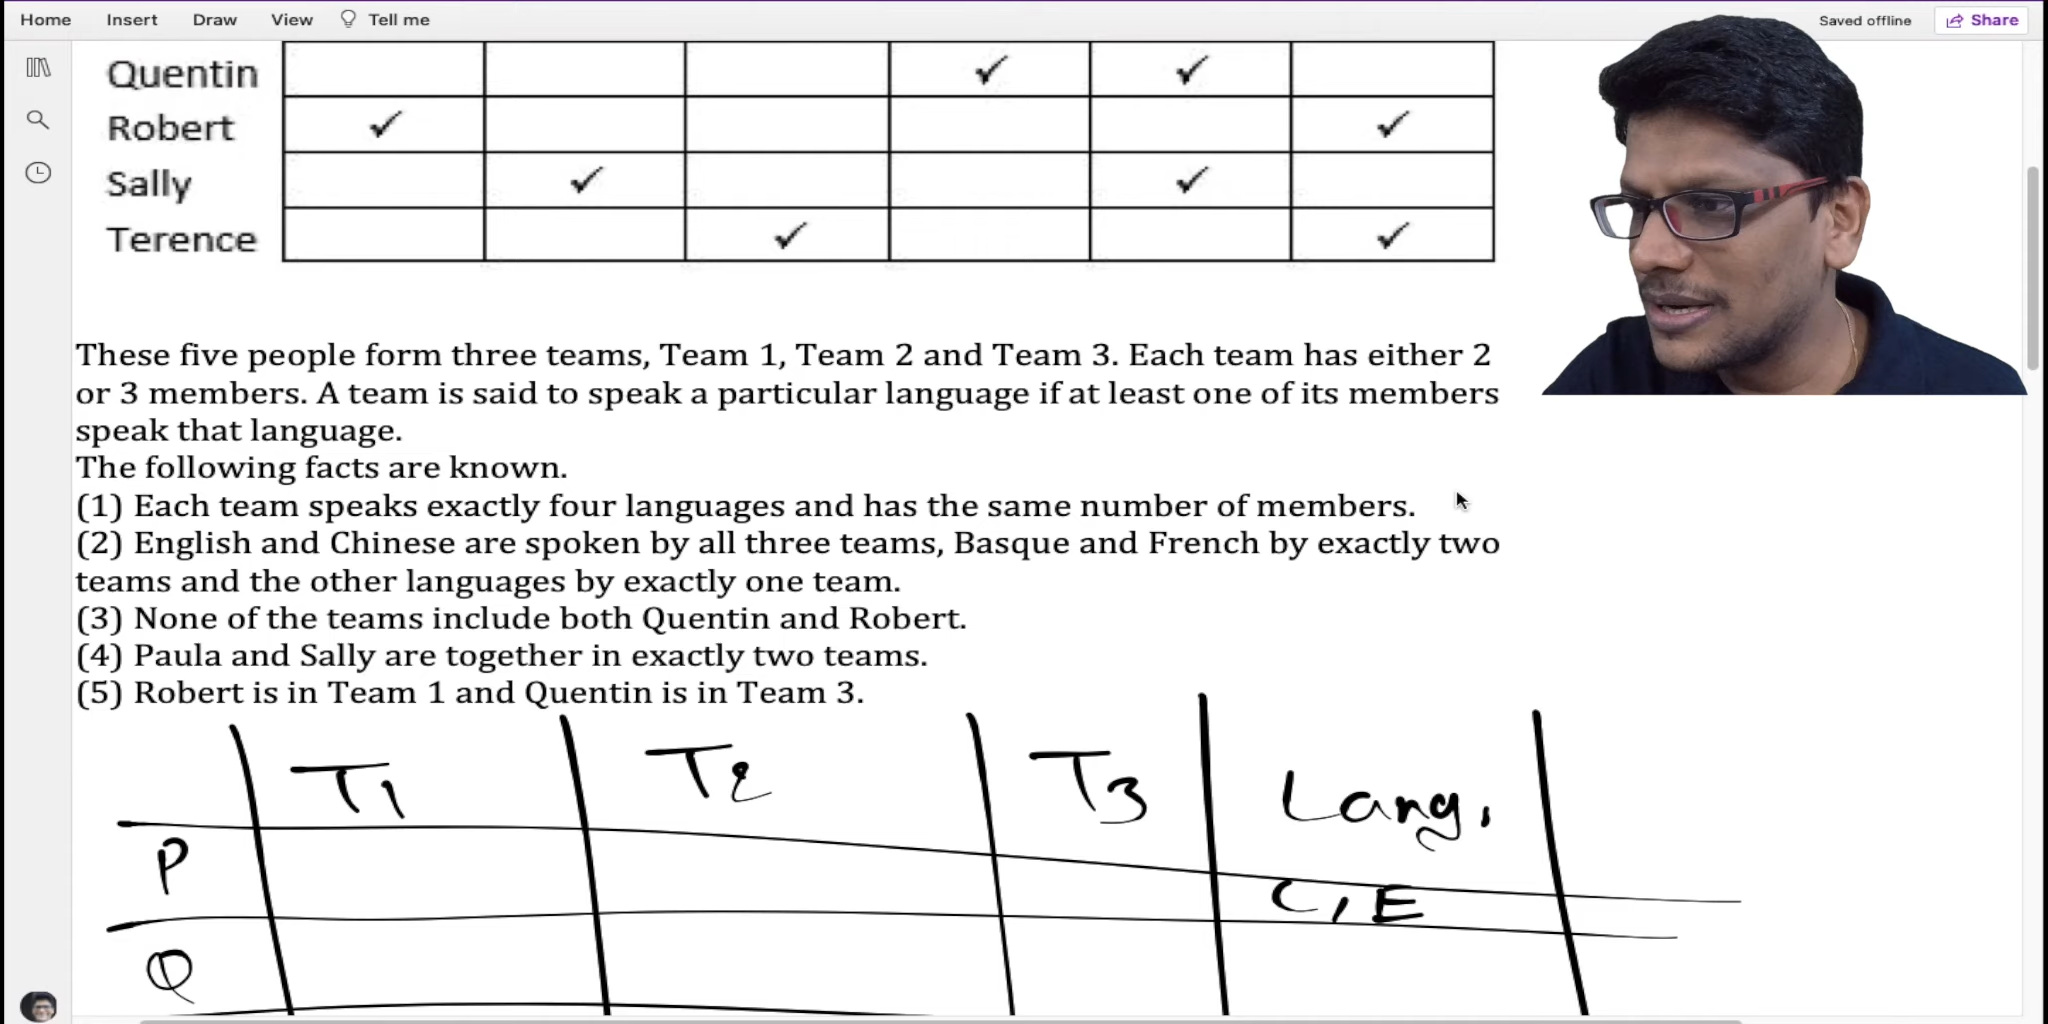 Home Insert Draw View Tell me Saved offline Share
Quentin ✓ ✓
Robert ✓ ✓
Sally ✓ ✓
Terence ✓ ✓
These five people form three teams, Team 1, Team 2 and Team 3. Each team has either 2
or 3 members. A team is said to speak a particular language if at least one of its members
speak that language.
The following facts are known.
(1) Each team speaks exactly four languages and has the same number of members.
(2) English and Chinese are spoken by all three teams, Basque and French by exactly two
teams and the other languages by exactly one team.
(3) None of the teams include both Quentin and Robert.
(4) Paula and Sally are together in exactly two teams.
(5) Robert is in Team 1 and Quentin is in Team 3.
T1 T2 T3 Lang.
P C, E
Q